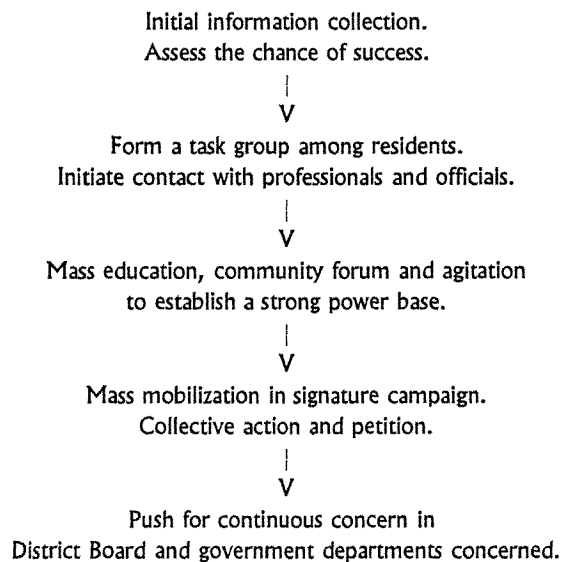 Initial information collection.
Assess the chance of success.
|
V
Form a task group among residents.
Initiate contact with professionals and officials.
|
V
Mass education, community forum and agitation
to establish a strong power base.
|
V
Mass mobilization in signature campaign.
Collective action and petition.
|
V
Push for continuous concern in
District Board and government departments concerned.